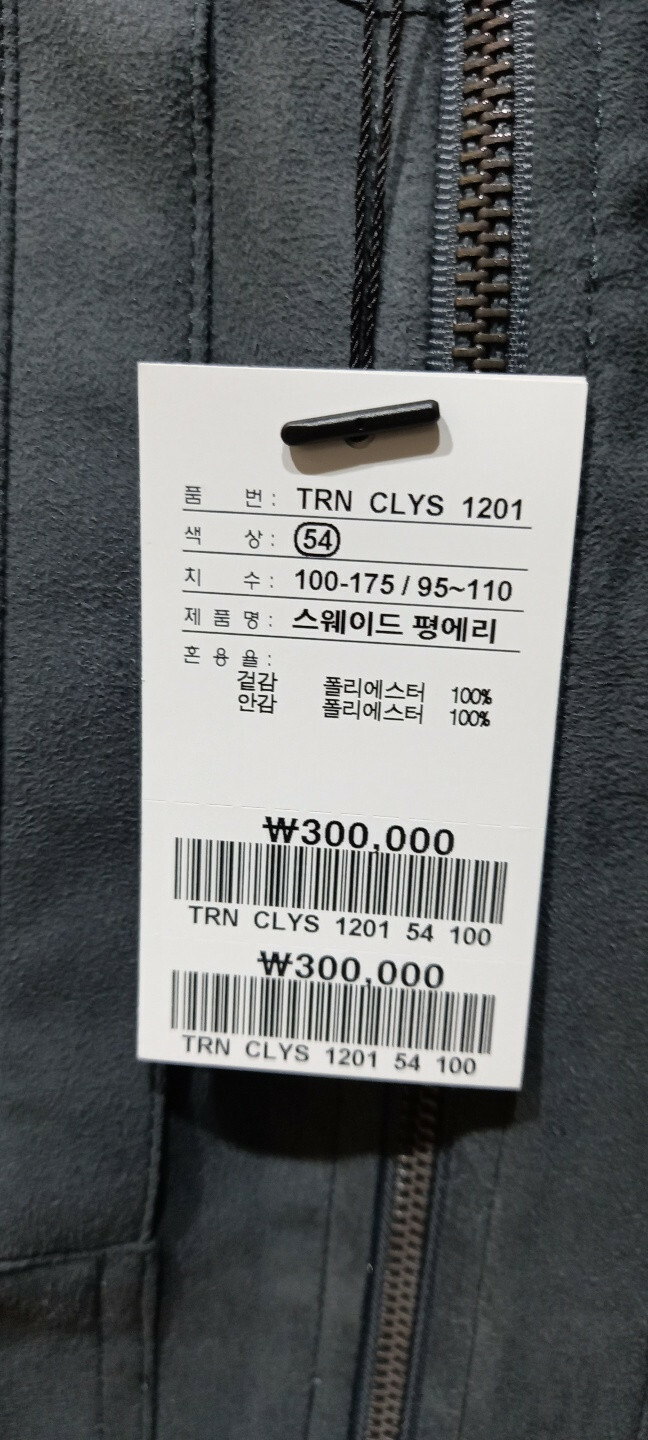 품 번 : TRN CLYS 1201
색 상 : 54
치 수 : 100-175 / 95~110
제 품 명 : 스웨이드 평에리
혼 용 율 :
겉감 폴리에스터 100%
안감 폴리에스터 100%
₩300,000
TRN CLYS 1201 54 100
₩300,000
TRN CLYS 1201 54 100